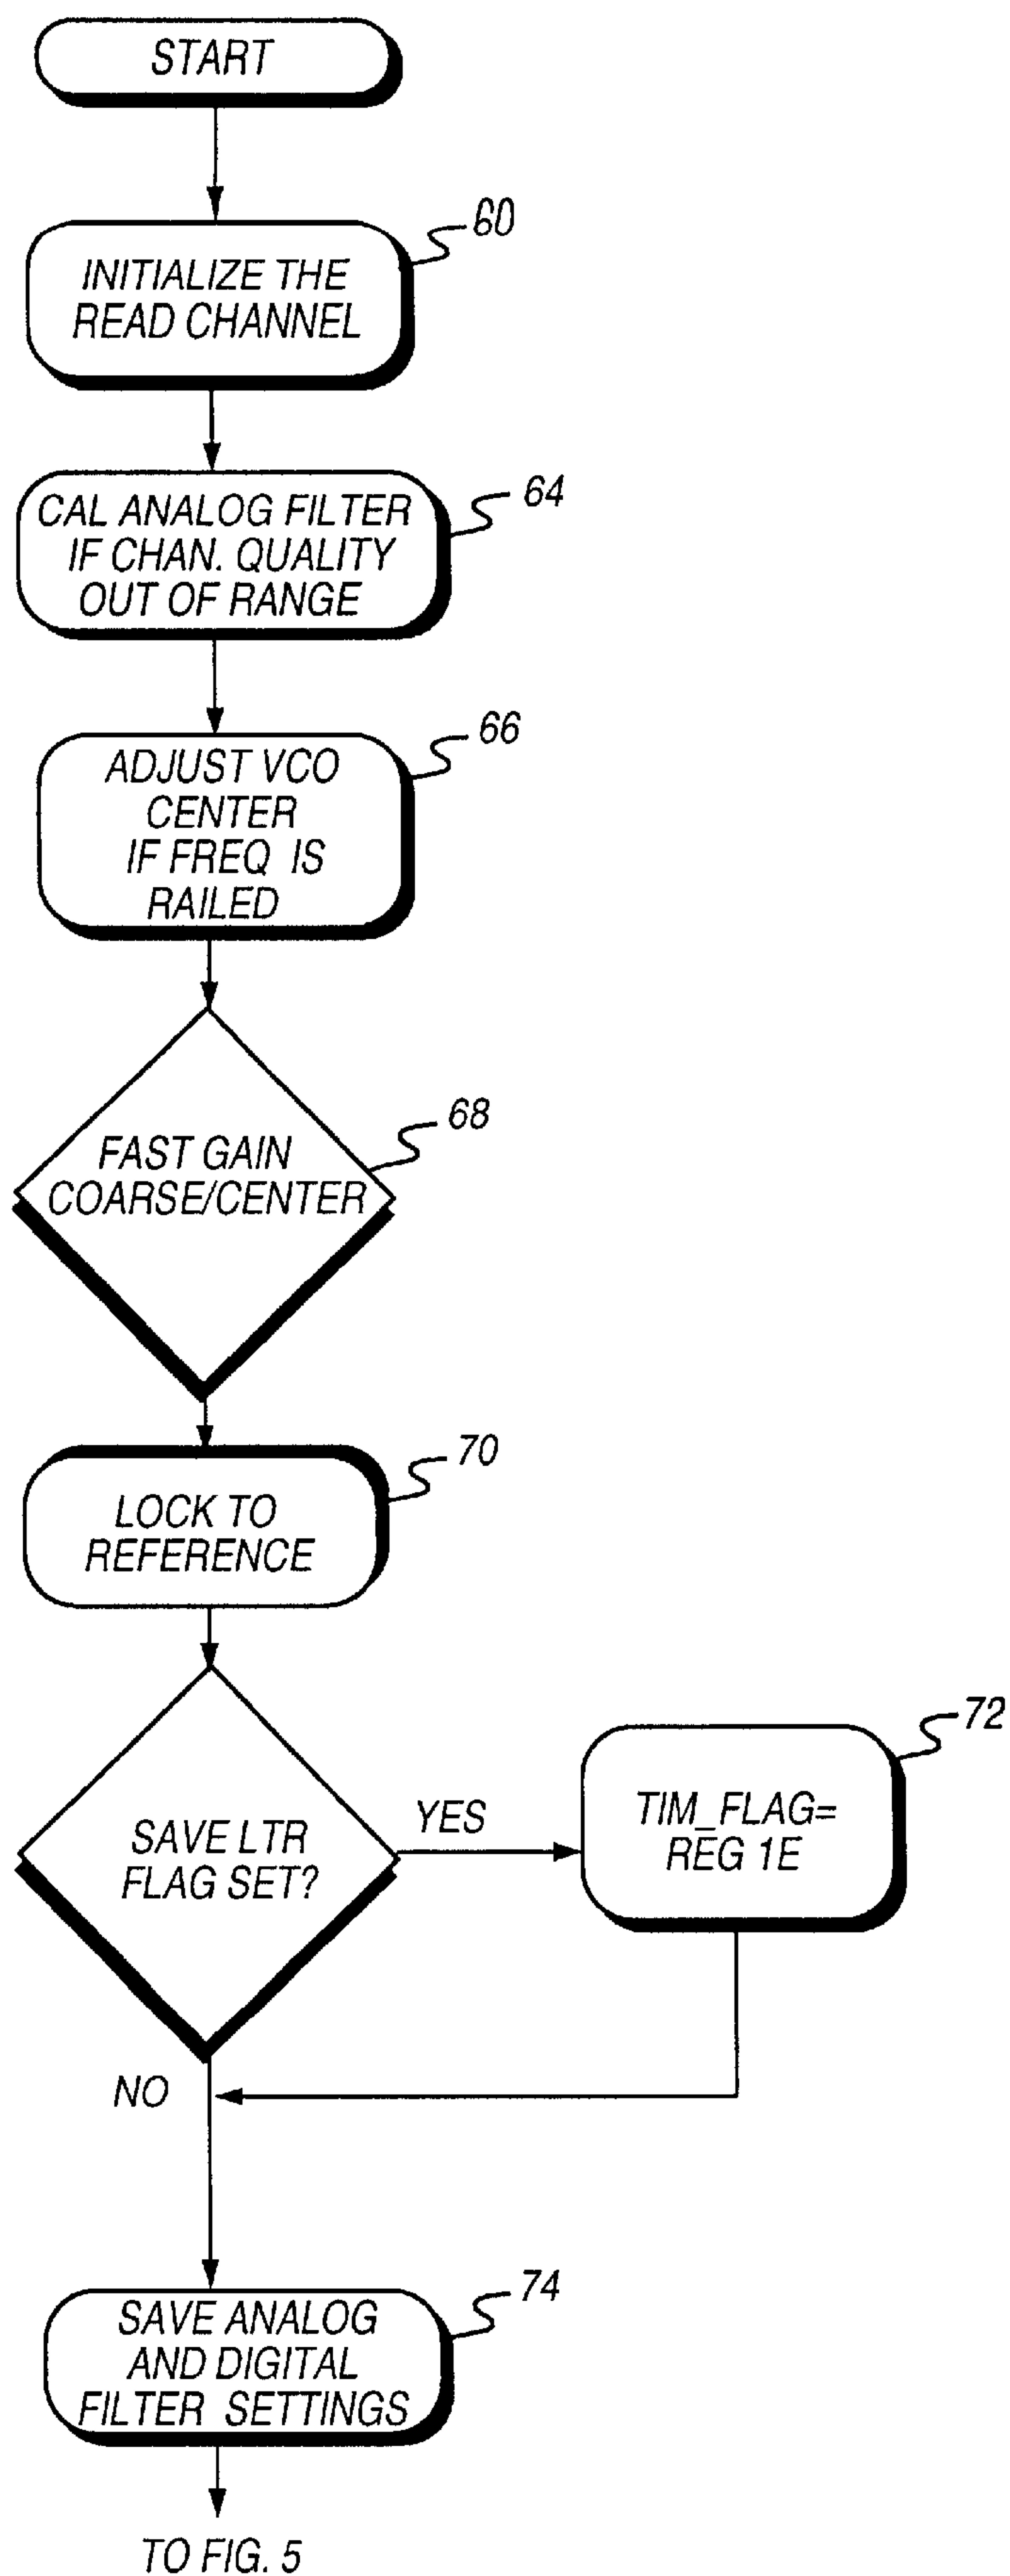 START
60
INITIALIZE THE
READ CHANNEL
64
CAL ANALOG FILTER
IF CHAN. QUALITY
OUT OF RANGE
66
ADJUST VCO
CENTER
IF FREQ IS
RAILED
68
FAST GAIN
COARSE/CENTER
70
LOCK TO
REFERENCE
72
SAVE LTR
FLAG SET?
YES
TIM_FLAG=
REG 1E
NO
74
SAVE ANALOG
AND DIGITAL
FILTER SETTINGS
TO FIG. 5